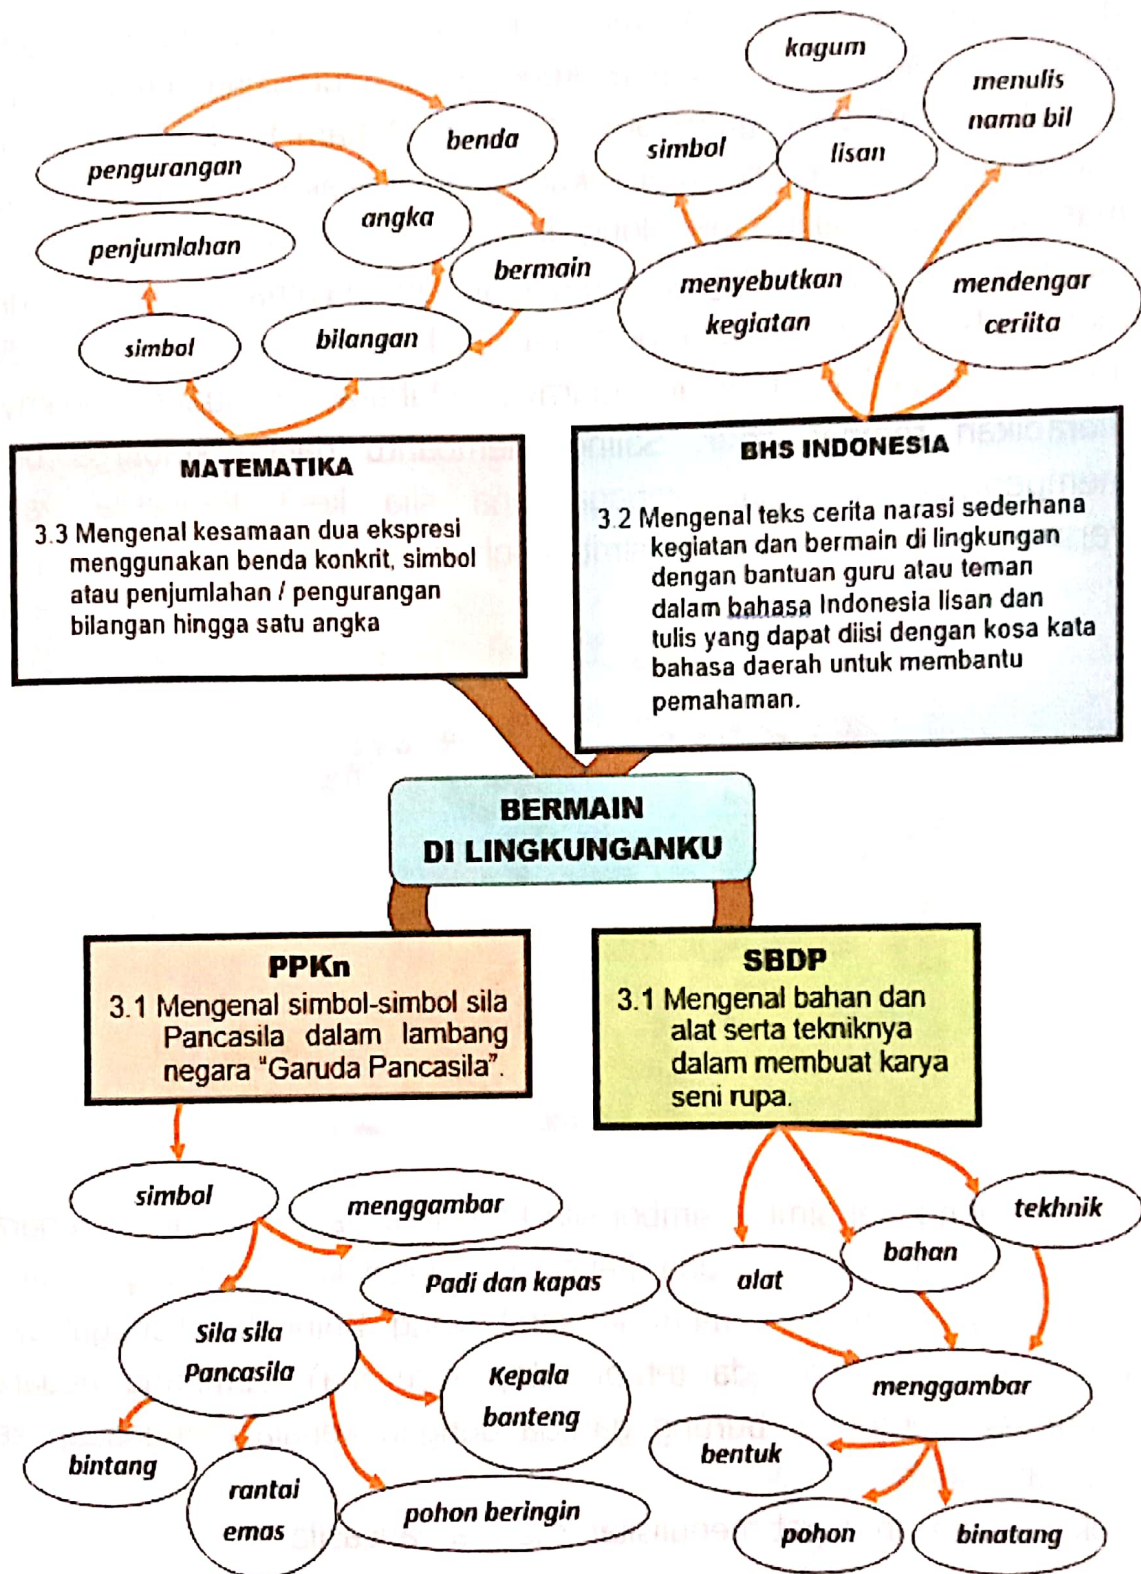 kagum
menulis
nama bil
benda
simbol
lisan
pengurangan
angka
penjumlahan
bermain
menyebutkan
kegiatan
mendengar
ceriita
simbol
bilangan
MATEMATIKA
3.3 Mengenal kesamaan dua ekspresi
menggunakan benda konkrit, simbol
atau penjumlahan / pengurangan
bilangan hingga satu angka
BHS INDONESIA
3.2 Mengenal teks cerita narasi sederhana
kegiatan dan bermain di lingkungan
dengan bantuan guru atau teman
dalam bahasa Indonesia lisan dan
tulis yang dapat diisi dengan kosa kata
bahasa daerah untuk membantu
pemahaman.
BERMAIN
DI LINGKUNGANKU
PPKn
3.1 Mengenal simbol-simbol sila
Pancasila dalam lambang
negara “Garuda Pancasila”.
SBDP
3.1 Mengenal bahan dan
alat serta tekniknya
dalam membuat karya
seni rupa.
simbol
menggambar
Padi dan kapas
Sila sila
Pancasila
Kepala
banteng
bintang
rantai
emas
pohon beringin
tekhnik
bahan
alat
menggambar
bentuk
pohon
binatang